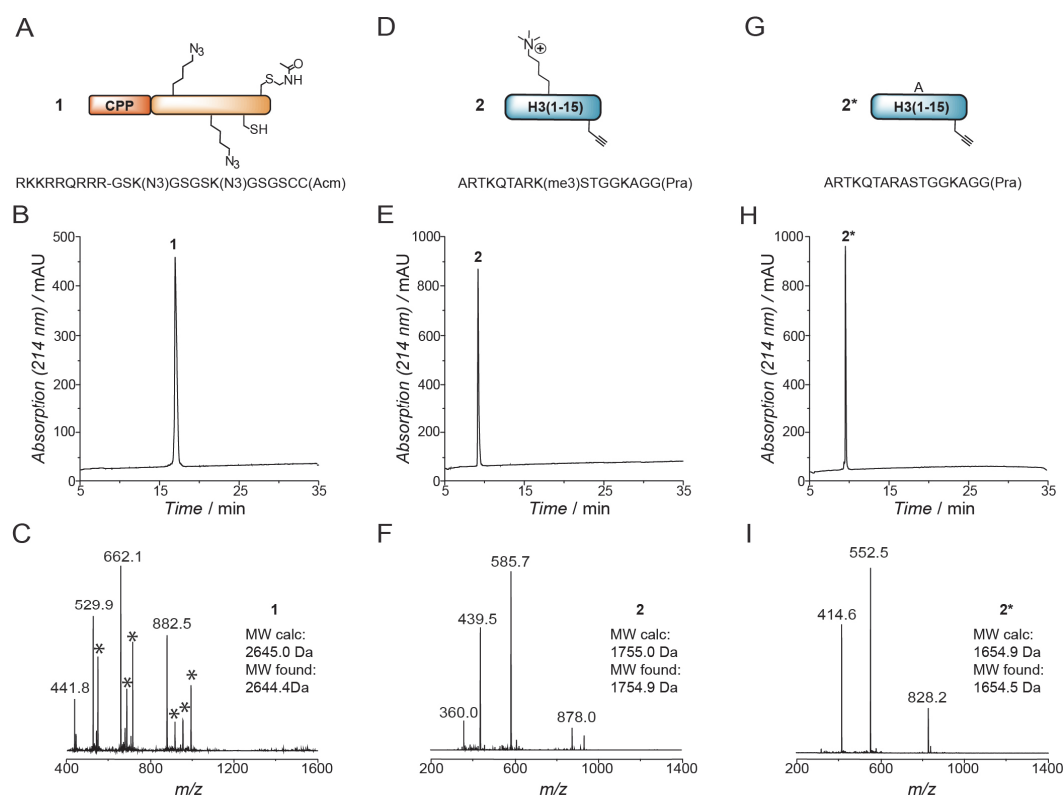 A
N3
O
S
NH
1
CPP
SH
N3
RKKRRQRRR-GSK(N3)GSGSK(N3)GSGSCC(Acm)
D
N
+
2
H3(1-15)
ARTKQTARK(me3)STGGKAGG(Pra)
G
A
2*
H3(1-15)
ARTKQTARASTGGKAGG(Pra)
B
Absorption (214 nm) / mAU
500
400
300
200
100
0
1
5
15
25
35
Time / min
E
Absorption (214 nm) / mAU
1000
800
600
400
200
0
2
5
15
25
35
Time / min
H
Absorption (214 nm) / mAU
1000
800
600
400
200
0
2*
5
15
25
35
Time / min
C
662.1
529.9
882.5
441.8
*
*
*
*
*
*
1
MW calc:
2645.0 Da
MW found:
2644.4Da
400
800
1200
1600
m/z
F
585.7
439.5
360.0
878.0
2
MW calc:
1755.0 Da
MW found:
1754.9 Da
200
600
1000
1400
m/z
I
552.5
414.6
828.2
2*
MW calc:
1654.9 Da
MW found:
1654.5 Da
200
600
1000
1400
m/z